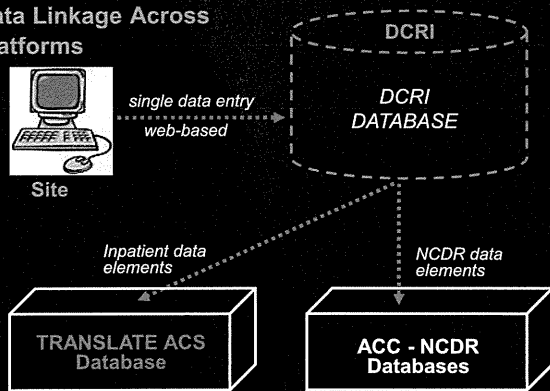 ata Linkage Across
atforms
DCRI
single data entry
web-based
DCRI
DATABASE
Site
Inpatient data
elements
NCDR data
elements
TRANSLATE ACS
Database
ACC - NCDR
Databases